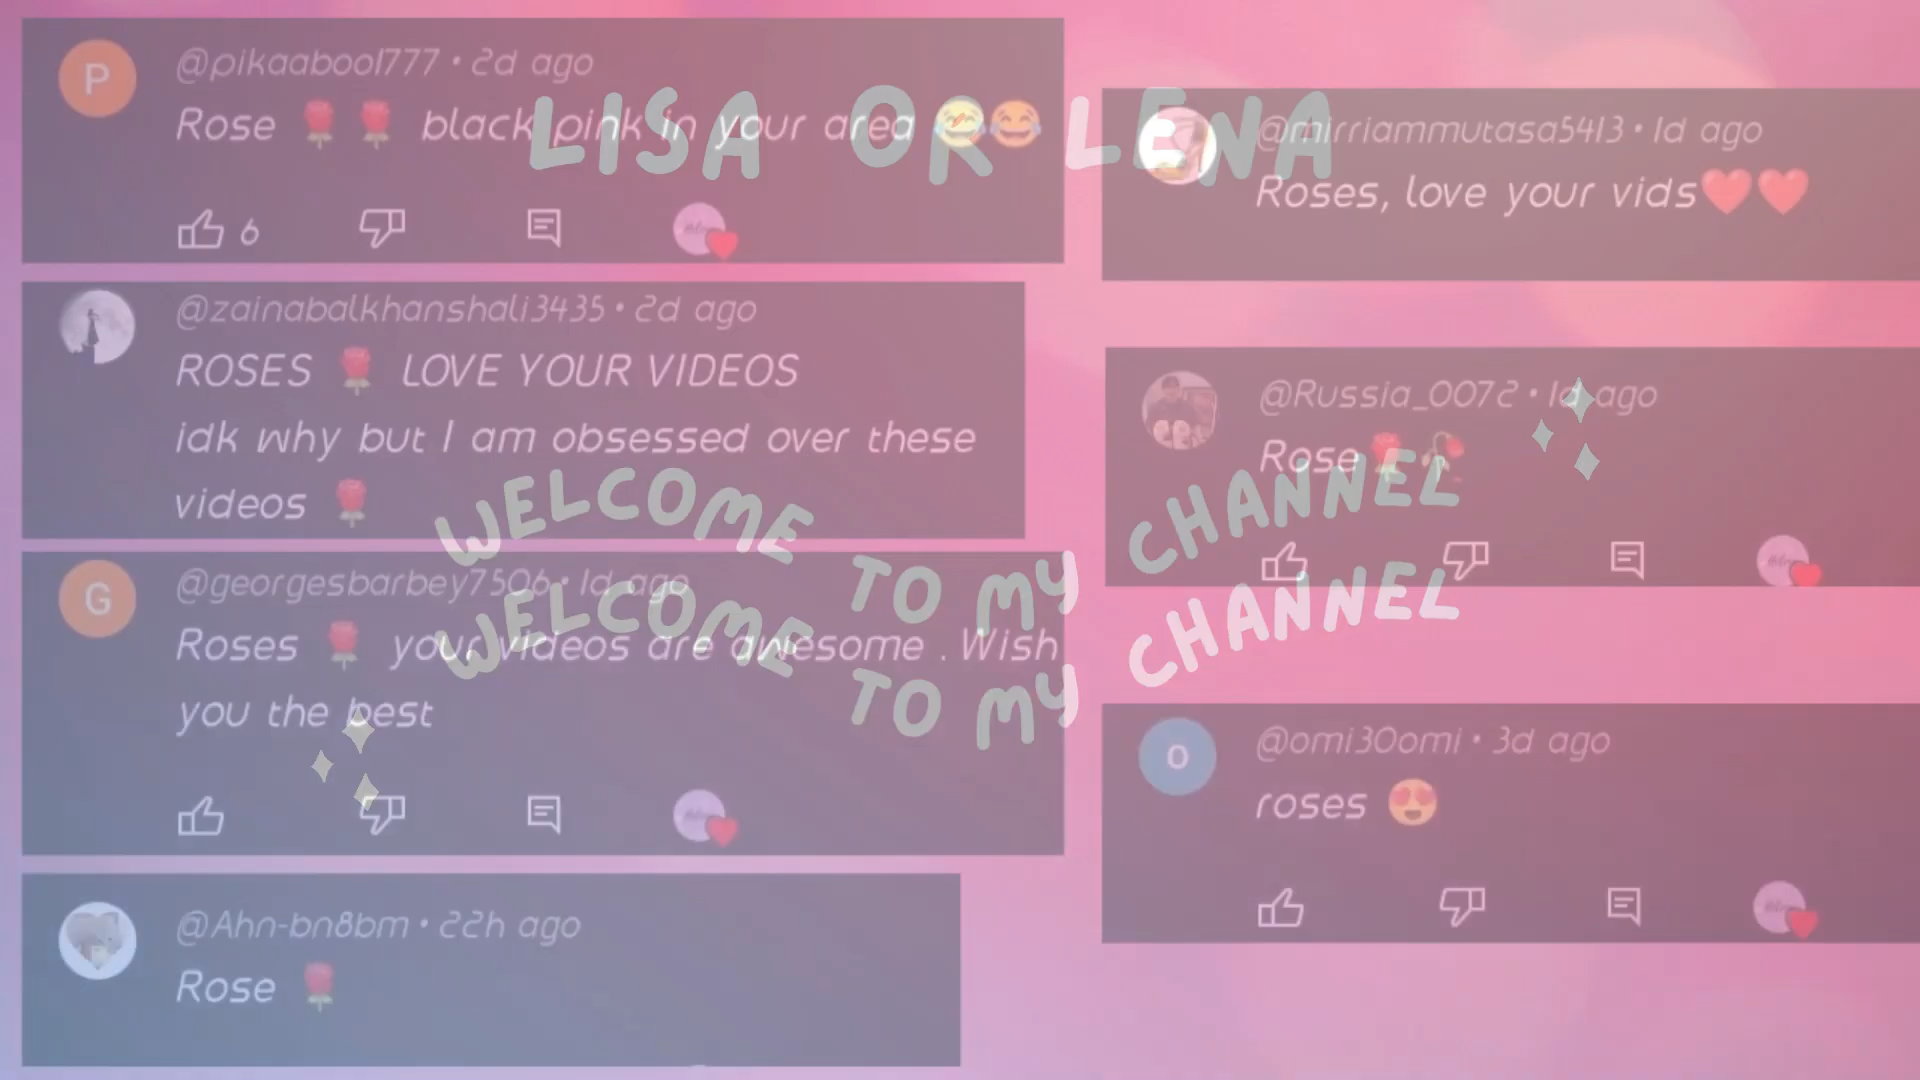 LISA OR LENA
@pikaaboo1777 • 2d ago
Rose 🌹 🌹 black pink in your area 😂😂
6
@zainabalkhanshali3435 • 2d ago
ROSES 🌹 LOVE YOUR VIDEOS
idk why but I am obsessed over these
videos 🌹
@georgesbarbey7506 • 1d ago
Roses 🌹 your videos are awesome . Wish
you the best
@Ahn-bn8bm • 22h ago
Rose 🌹
@mirriammutasa5413 • 1d ago
Roses, love your vids❤️❤️
@Russia_0072 • 1d ago
Rose🌹🥀
@omi30omi • 3d ago
roses 😍
WELCOME TO MY CHANNEL
WELCOME TO MY CHANNEL
P
G
O